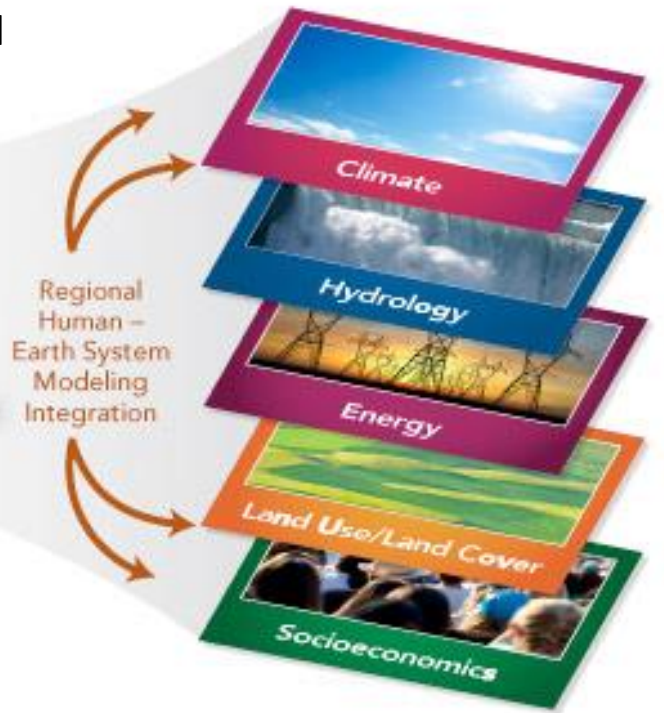 Climate
Hydrology
Regional
Human –
Earth System
Modeling
Integration
Energy
Land Use/Land Cover
Socioeconomics